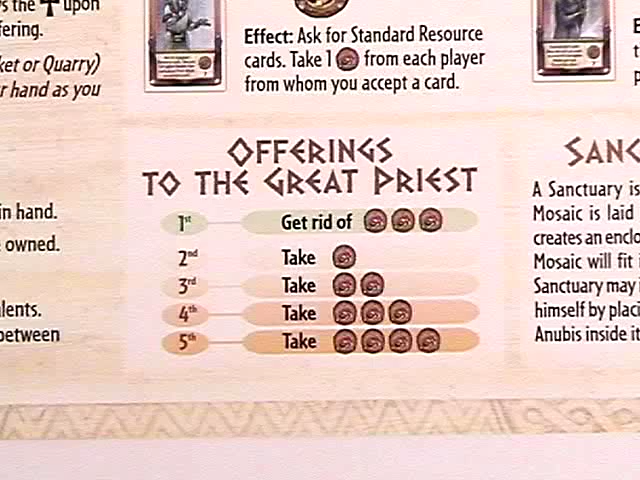 upon
fering.
ket or Quarry)
r hand as you
in hand.
owned.
lents.
between
Effect: Ask for Standard Resource
cards. Take 1 from each player
from whom you accept a card.
OFFERINGS
TO THE GREAT PRIEST
1st Get rid of
2nd Take
3rd Take
4th Take
5th Take
SANC
A Sanctuary is
Mosaic is laid
creates an enclo
Mosaic will fit i
Sanctuary may i
himself by placi
Anubis inside it